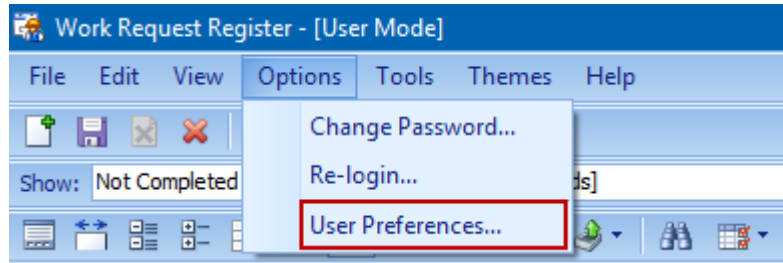 Work Request Register - [User Mode]
File Edit View Options Tools Themes Help
Change Password...
Show: Not Completed ds]
Re-login...
User Preferences...